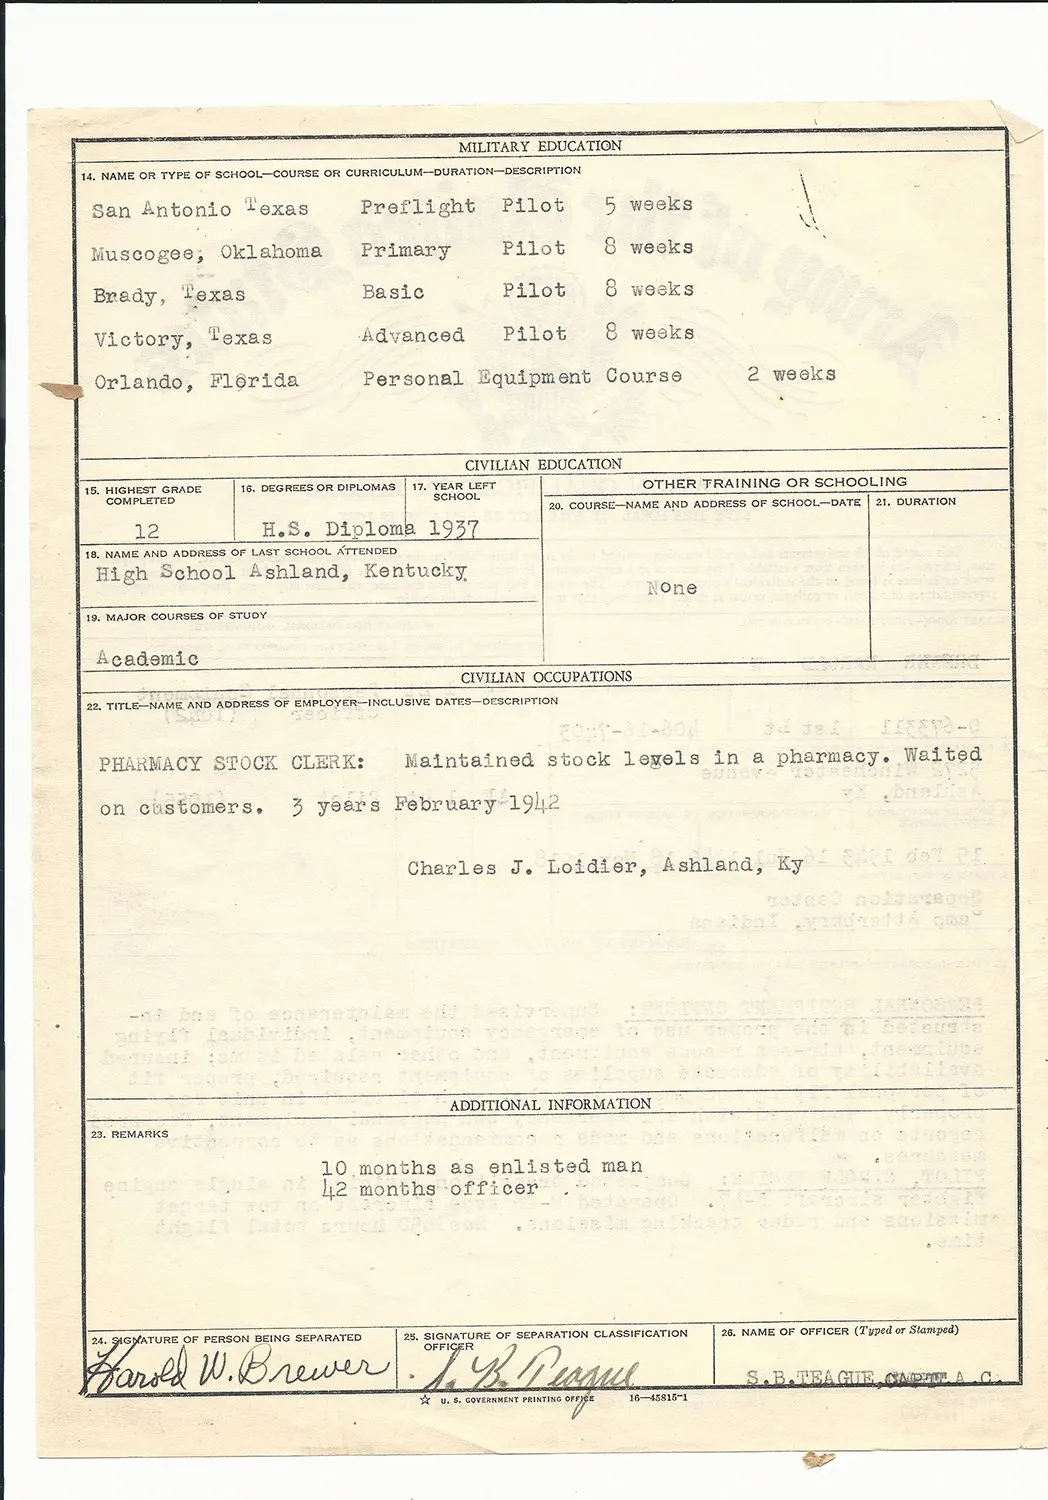 MILITARY EDUCATION
14. NAME OR TYPE OF SCHOOL—COURSE OR CURRICULUM—DURATION—DESCRIPTION
San Antonio Texas Preflight Pilot 5 weeks
Muscogee, Oklahoma Primary Pilot 8 weeks
Brady, Texas Basic Pilot 8 weeks
Victory, Texas Advanced Pilot 8 weeks
Orlando, Florida Personal Equipment Course 2 weeks
CIVILIAN EDUCATION
15. HIGHEST GRADE COMPLETED
12
16. DEGREES OR DIPLOMAS
H.S. Diploma
17. YEAR LEFT SCHOOL
1937
OTHER TRAINING OR SCHOOLING
20. COURSE—NAME AND ADDRESS OF SCHOOL—DATE
21. DURATION
None
18. NAME AND ADDRESS OF LAST SCHOOL ATTENDED
High School Ashland, Kentucky
19. MAJOR COURSES OF STUDY
Academic
CIVILIAN OCCUPATIONS
22. TITLE—NAME AND ADDRESS OF EMPLOYER—INCLUSIVE DATES—DESCRIPTION
PHARMACY STOCK CLERK: Maintained stock levels in a pharmacy. Waited
on customers. 3 years February 1942
Charles J. Loidier, Ashland, Ky
ADDITIONAL INFORMATION
23. REMARKS
10 months as enlisted man
42 months officer .
24. SIGNATURE OF PERSON BEING SEPARATED
Harold W. Brewer
25. SIGNATURE OF SEPARATION CLASSIFICATION OFFICER
S. B. Teague
26. NAME OF OFFICER (Typed or Stamped)
S.B.TEAGUE, CAPT. A.C.
☆ U. S. GOVERNMENT PRINTING OFFICE 16—45815-1